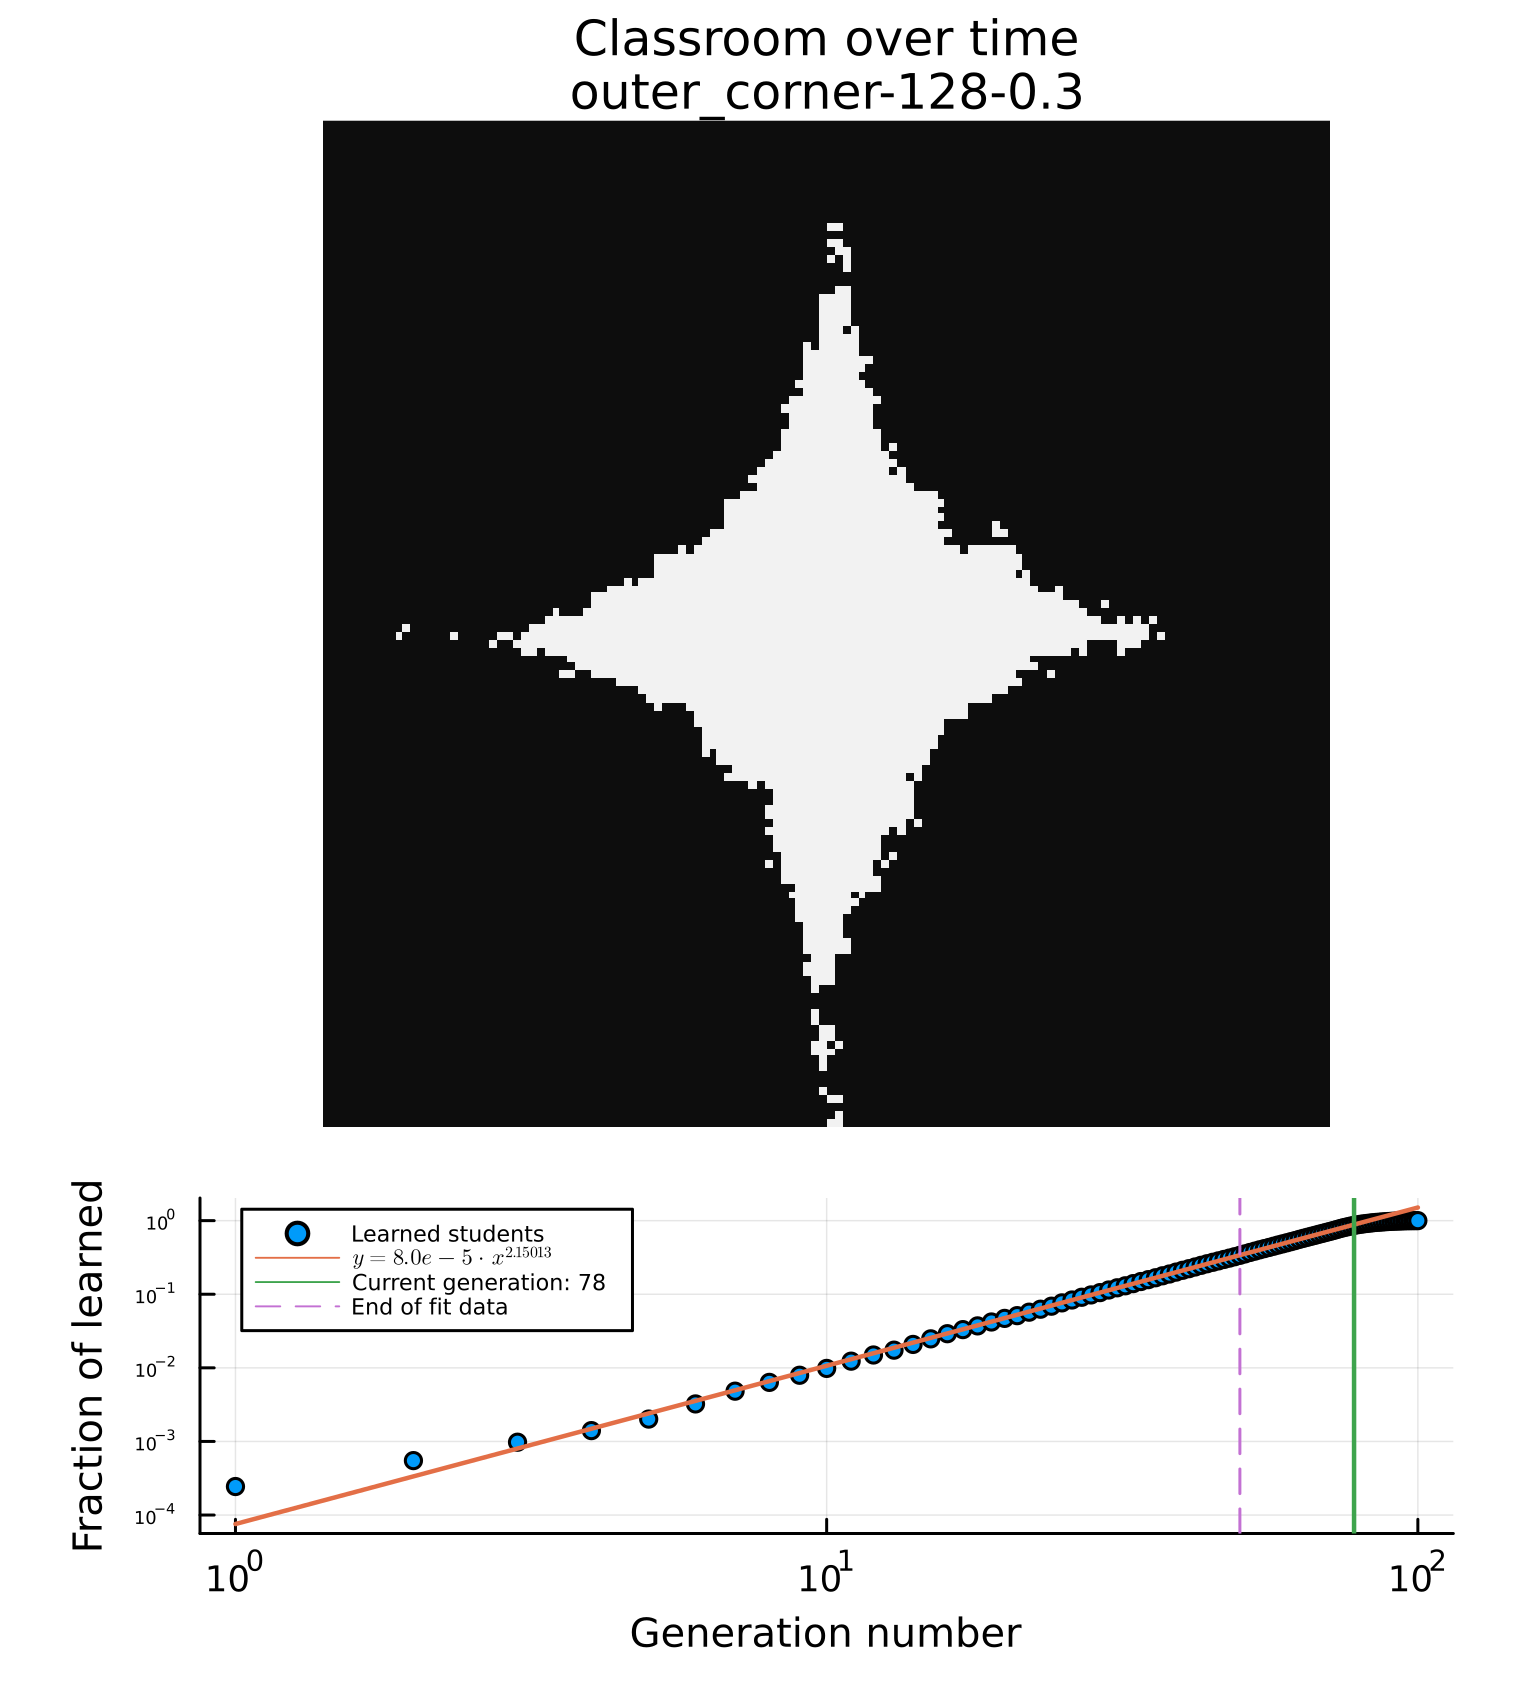 Classroom over time
outer_corner-128-0.3
Fraction of learned
10^0
10^-1
10^-2
10^-3
10^-4
Learned students
y = 8.0e − 5 · x^2.15013
Current generation: 78
End of fit data
10^0
10^1
10^2
Generation number